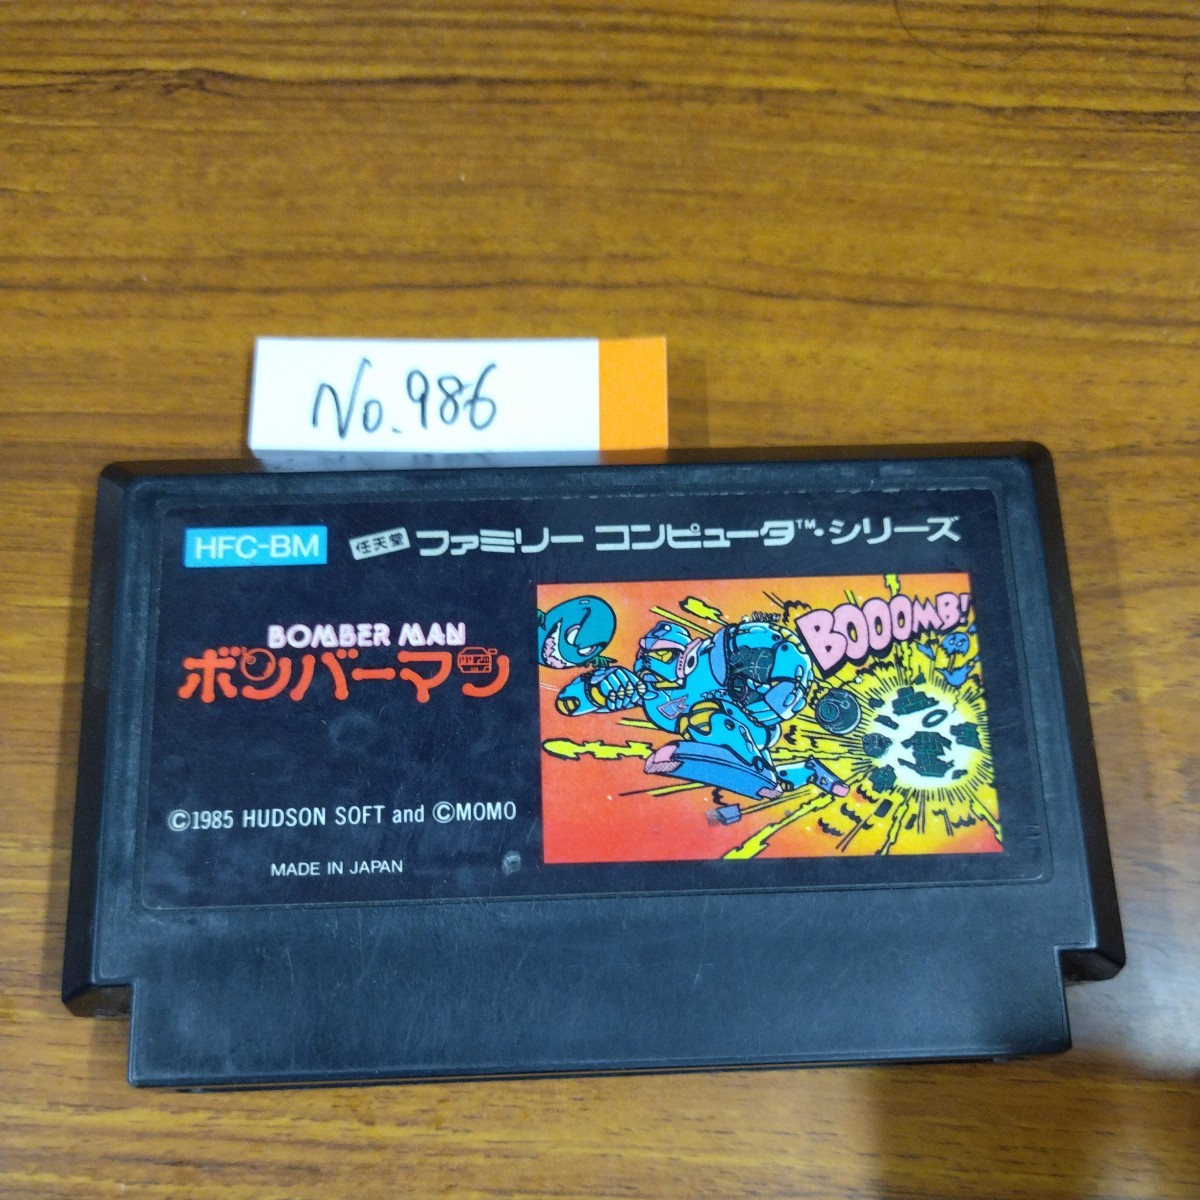 No.986
HFC-BM
任天堂 ファミリー コンピュータ™・シリーズ
BOMBER MAN
ボンバーマン
BOOOMB!
©1985 HUDSON SOFT and ©MOMO
MADE IN JAPAN